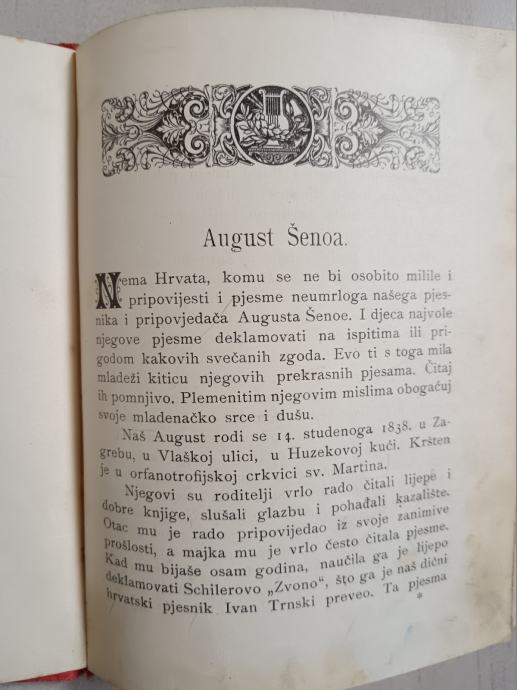 August Šenoa.
Nema Hrvata, komu se ne bi osobito milile i
pripovijesti i pjesme neumrloga našega pjes-
nika i pripovjedača Augusta Šenoe. I djeca najvole
njegove pjesme deklamovati na ispitima ili pri-
godom kakovih svečanih zgoda. Evo ti s toga mila
mladeži kiticu njegovih prekrasnih pjesama. Čitaj
ih pomnjivo. Plemenitim njegovim mislima obogaćuj
svoje mladenačko srce i dušu.
Naš August rodi se 14. studenoga 1838. u Za-
grebu, u Vlaškoj ulici, u Huzekovoj kući. Kršten
je u orfanotrofijskoj crkvici sv. Martina.
Njegovi su roditelji vrlo rado čitali lijepe i
dobre knjige, slušali glazbu i pohađali kazalište.
Otac mu je rado pripovijedao iz svoje zanimive
prošlosti, a majka mu je vrlo često čitala pjesme.
Kad mu bijaše osam godina, naučila ga je lijepo
deklamovati Schilerovo „Zvono“, što ga je naš dični
hrvatski pjesnik Ivan Trnski preveo. Ta pjesma
*